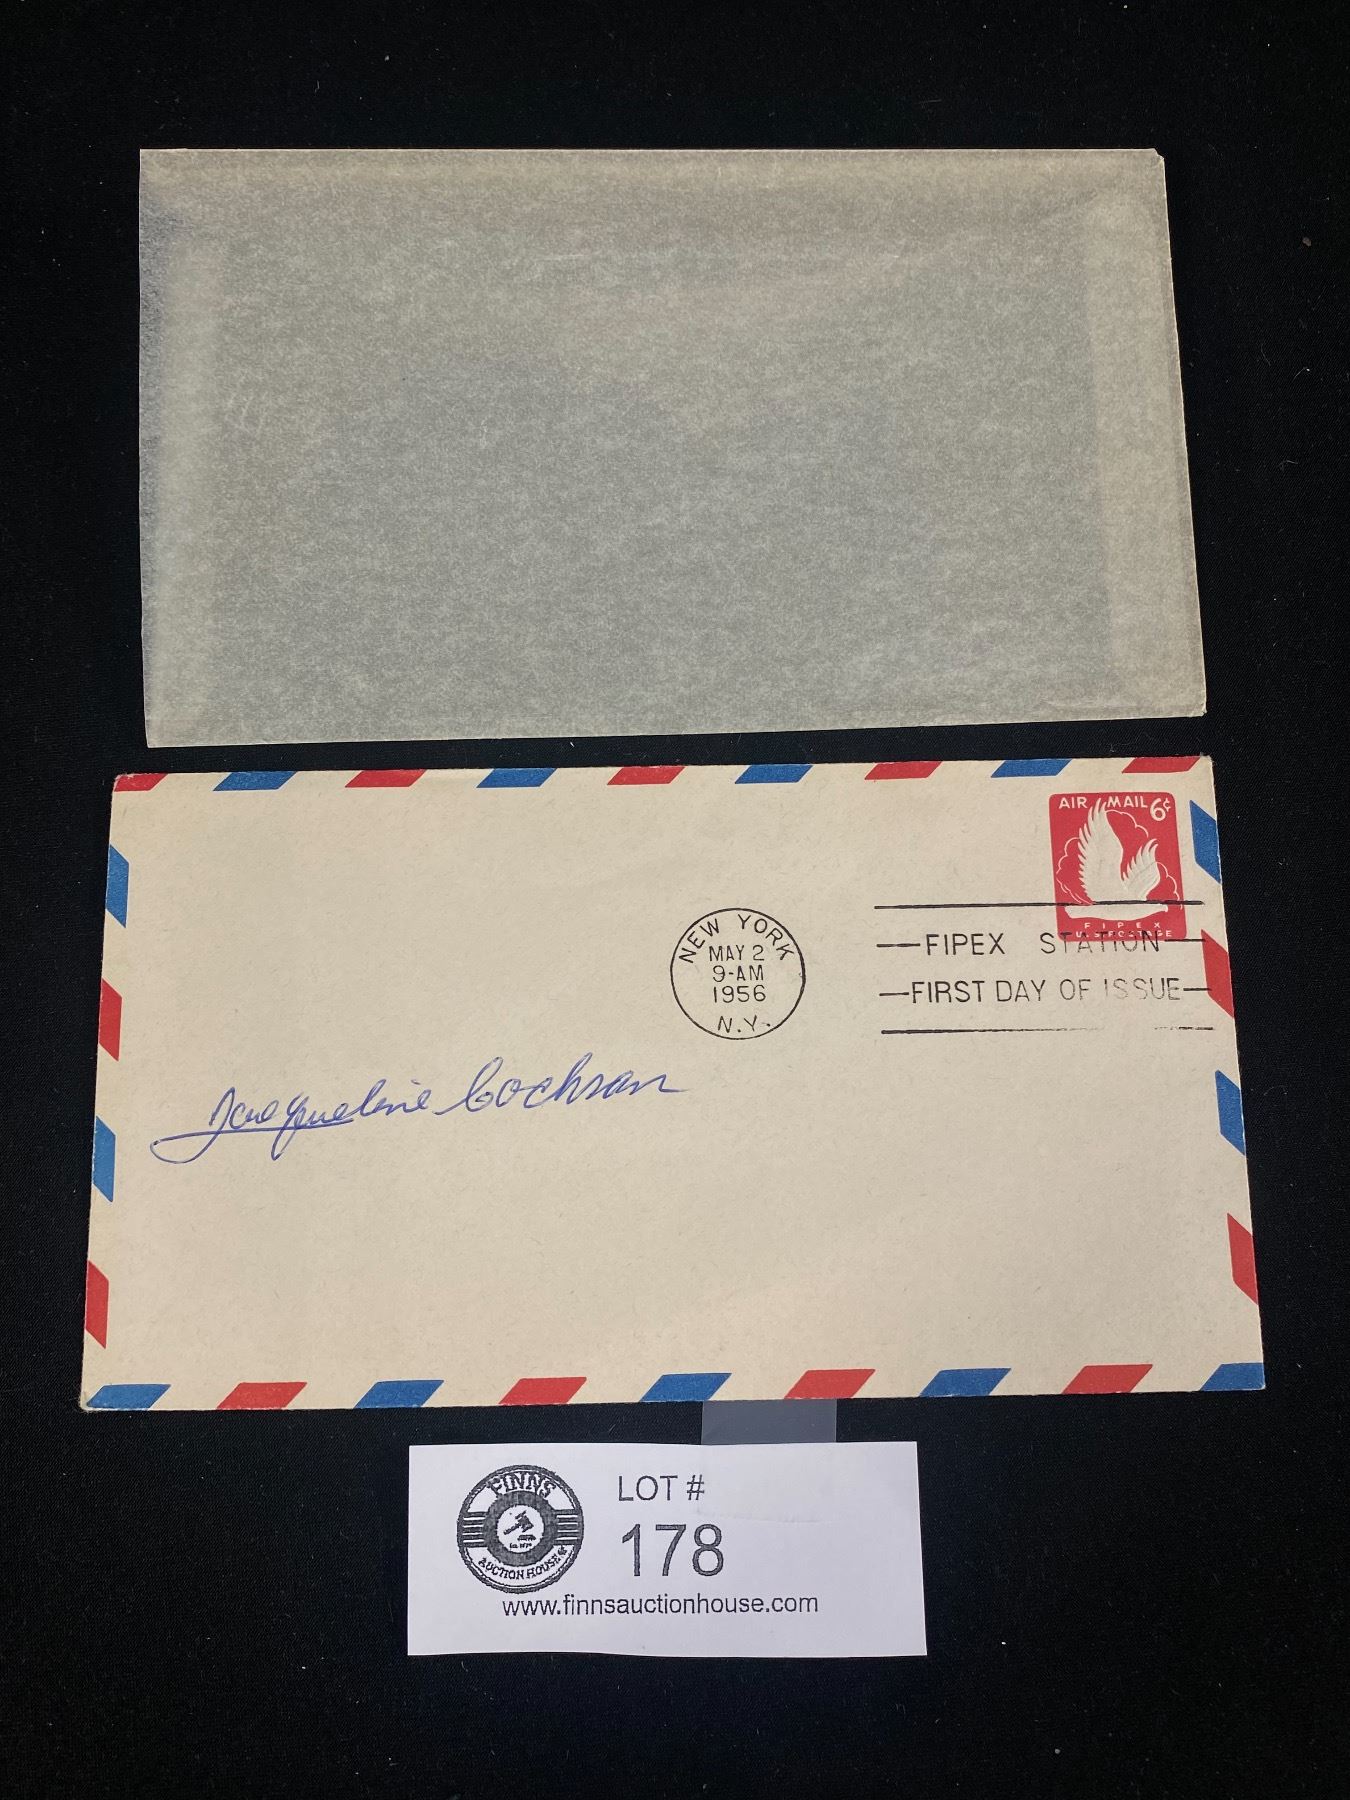 AIR MAIL 6¢
FIPEX
U.S. POSTAGE
NEW YORK
MAY 2
9-AM
1956
N.Y.
FIPEX STATION
FIRST DAY OF ISSUE
Jacqueline Cochran
FINNS
AUCTION HOUSE
LOT #
178
www.finnsauctionhouse.com